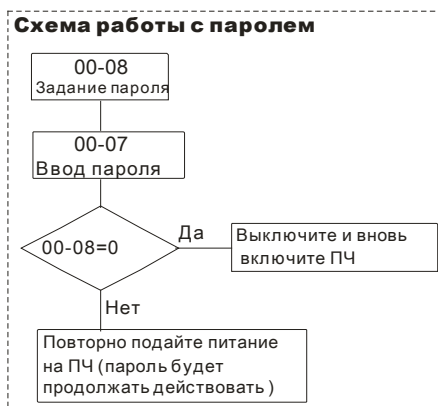 Схема работы с паролем
00-08
Задание пароля
00-07
Ввод пароля
00-08=0
Да
Выключите и вновь
включите ПЧ
Нет
Повторно подайте питание
на ПЧ (пароль будет
продолжать действовать )